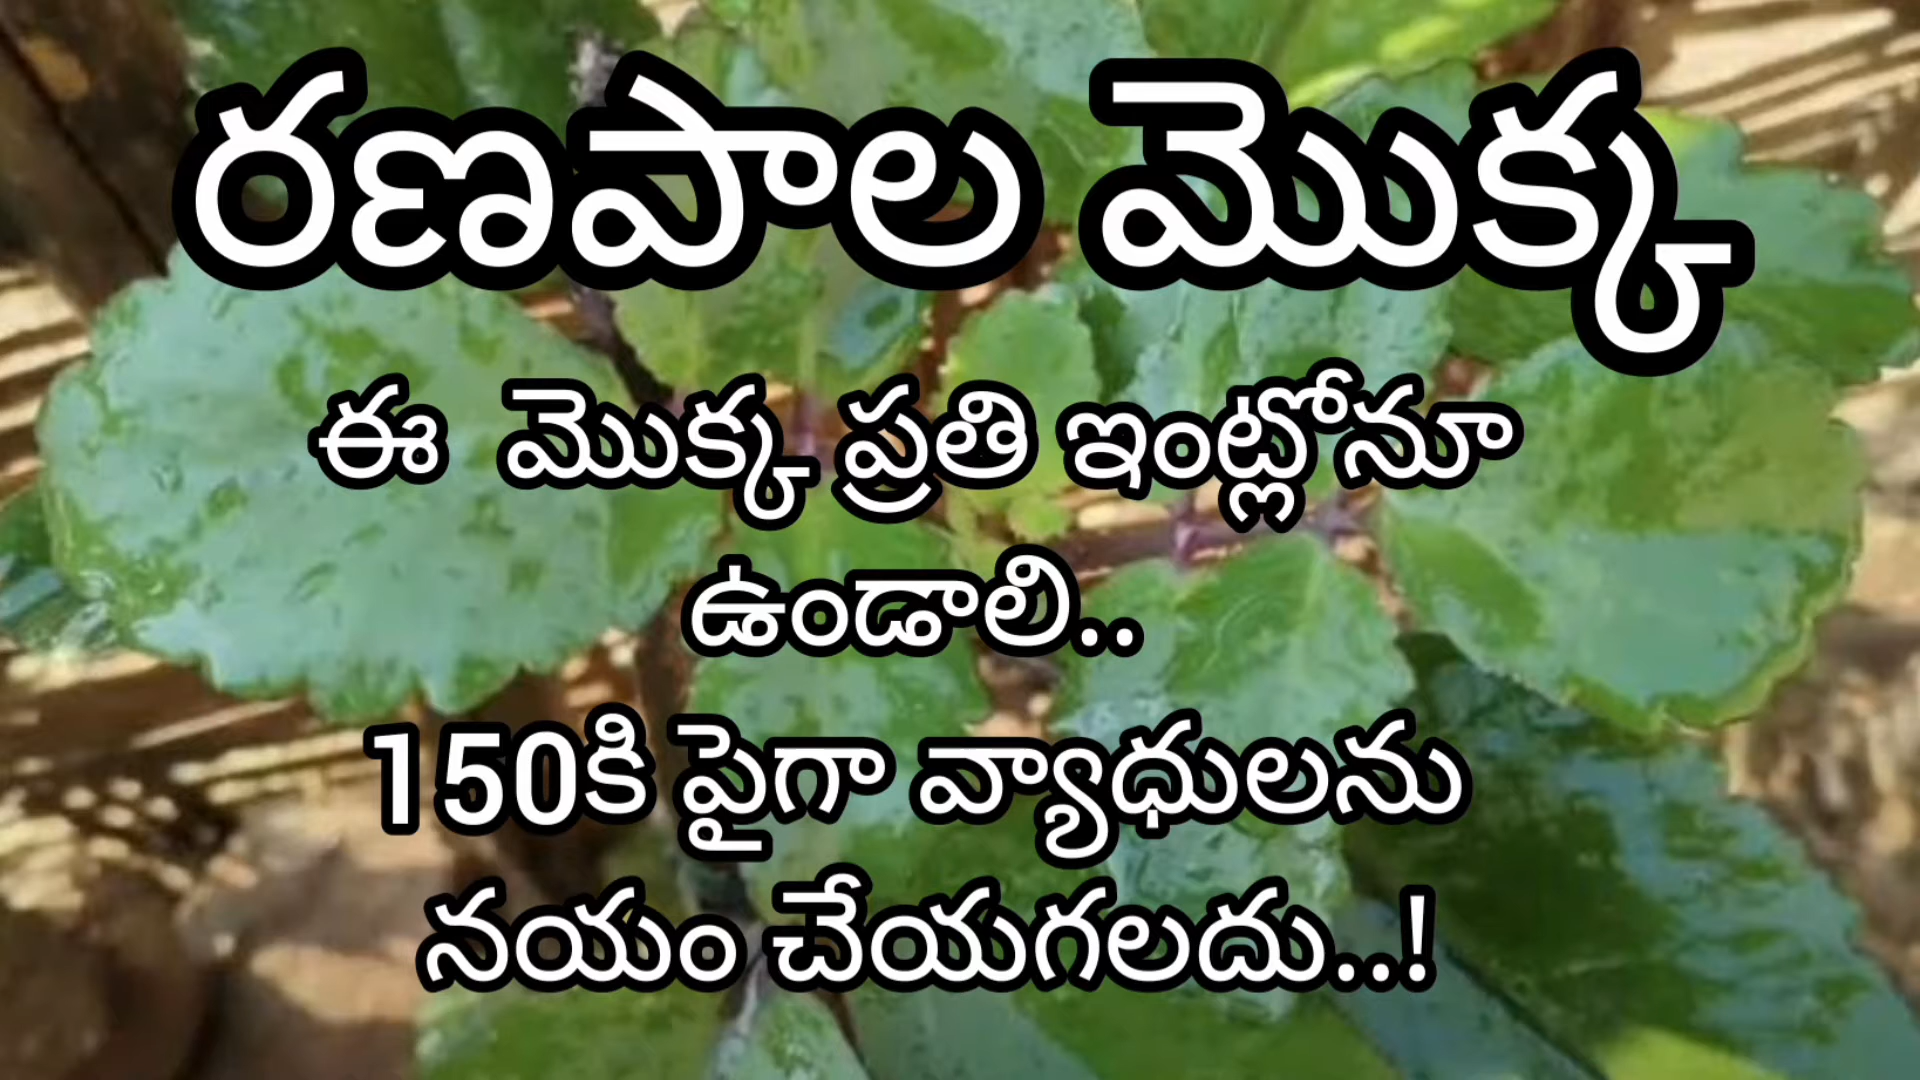 రణపాల మొక్క
ఈ మొక్క ప్రతి ఇంట్లోనూ
ఉండాలి..
150కి పైగా వ్యాధులను
నయం చేయగలదు..!